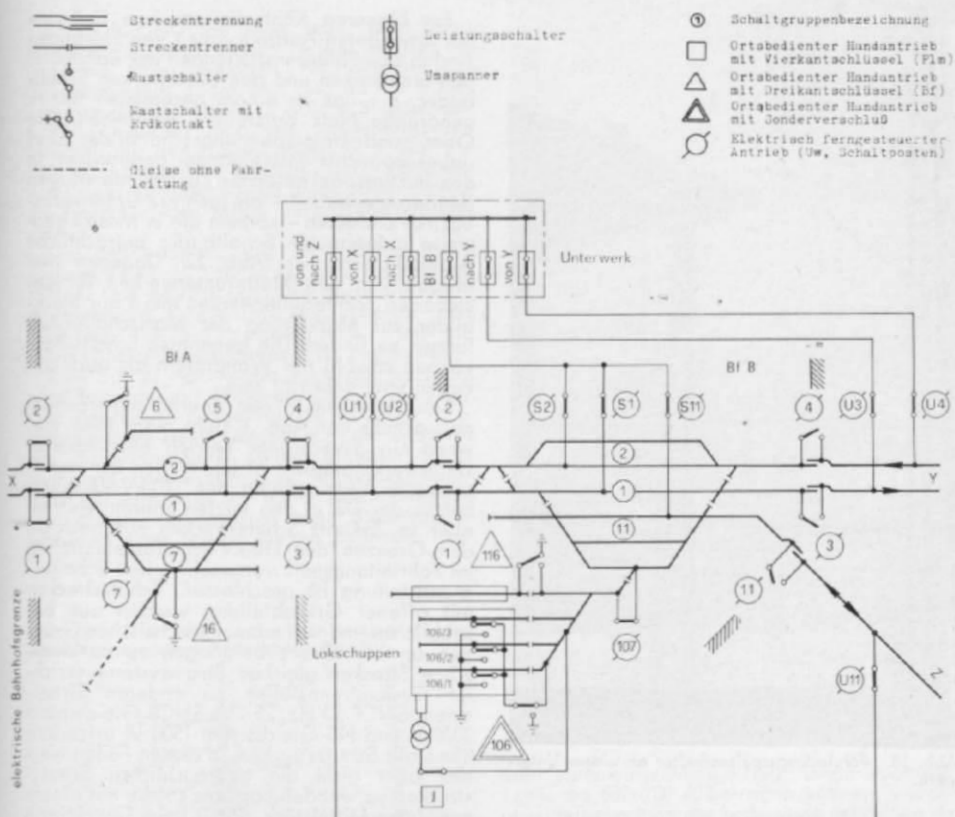 Streckentrennung
Streckentrenner
Mastschalter
Mastschalter mit
Erdkontakt
Gleise ohne Fahr-
leitung
Leistungsschalter
Umspanner
1 Schaltgruppenbezeichnung
Ortsbedienter Handantrieb
mit Vierkantschlüssel (Flm)
Ortsbedienter Handantrieb
mit Dreikantschlüssel (Bf)
Ortsbedienter Handantrieb
mit Sonderverschluß
Elektrisch ferngesteuerter
Antrieb (Uw, Schaltposten)
von und
nach Z
von X
nach X
Bf B
nach Y
von Y
Unterwerk
Bf A
Bf B
2
6
5
4
U1
U2
2
S2
S1
S11
4
U3
U4
2
2
X
1
1
Y
7
11
1
3
1
116
3
7
11
16
107
Lokschuppen
106/3
106/2
106/1
U11
Z
106
J
elektrische Bahnhofsgrenze